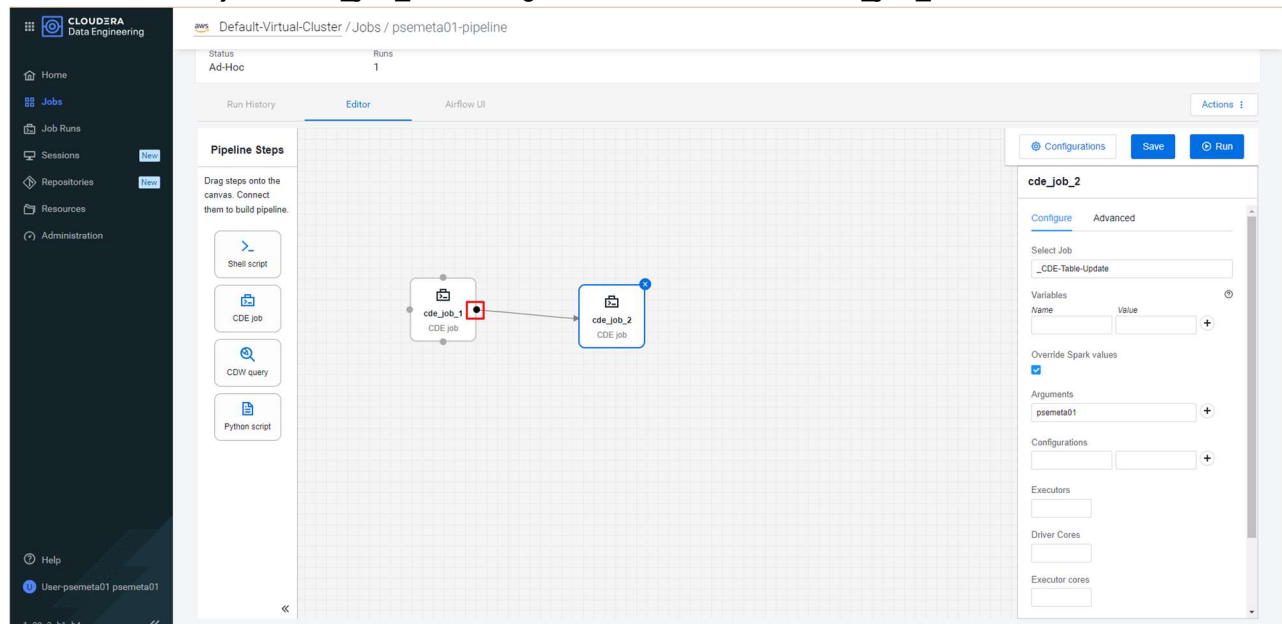 CLOUDERA
Data Engineering
aws Default-Virtual-Cluster / Jobs / psemeta01-pipeline
Home
Jobs
Job Runs
Sessions New
Repositories New
Resources
Administration
Help
U User-psemeta01 psemeta01
Status Runs
Ad-Hoc 1
Run History Editor Airflow UI Actions
Pipeline Steps
Drag steps onto the
canvas. Connect
them to build pipeline.
Shell script
CDE job
CDW query
Python script
cde_job_1
CDE job
cde_job_2
CDE job
Configurations Save Run
cde_job_2
Configure Advanced
Select Job
_CDE-Table-Update
Variables
Name Value
Override Spark values
Arguments
psemeta01
Configurations
Executors
Driver Cores
Executor cores